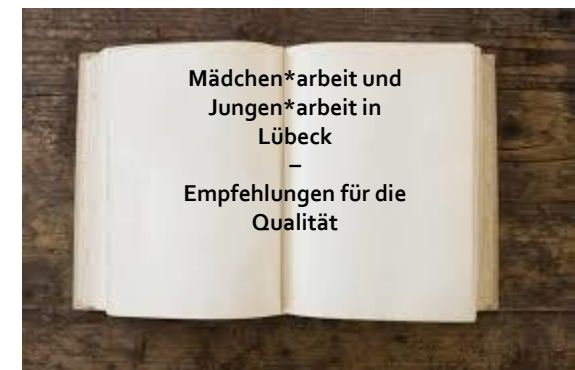 Mädchen*arbeit und
Jungen*arbeit in
Lübeck
–
Empfehlungen für die
Qualität